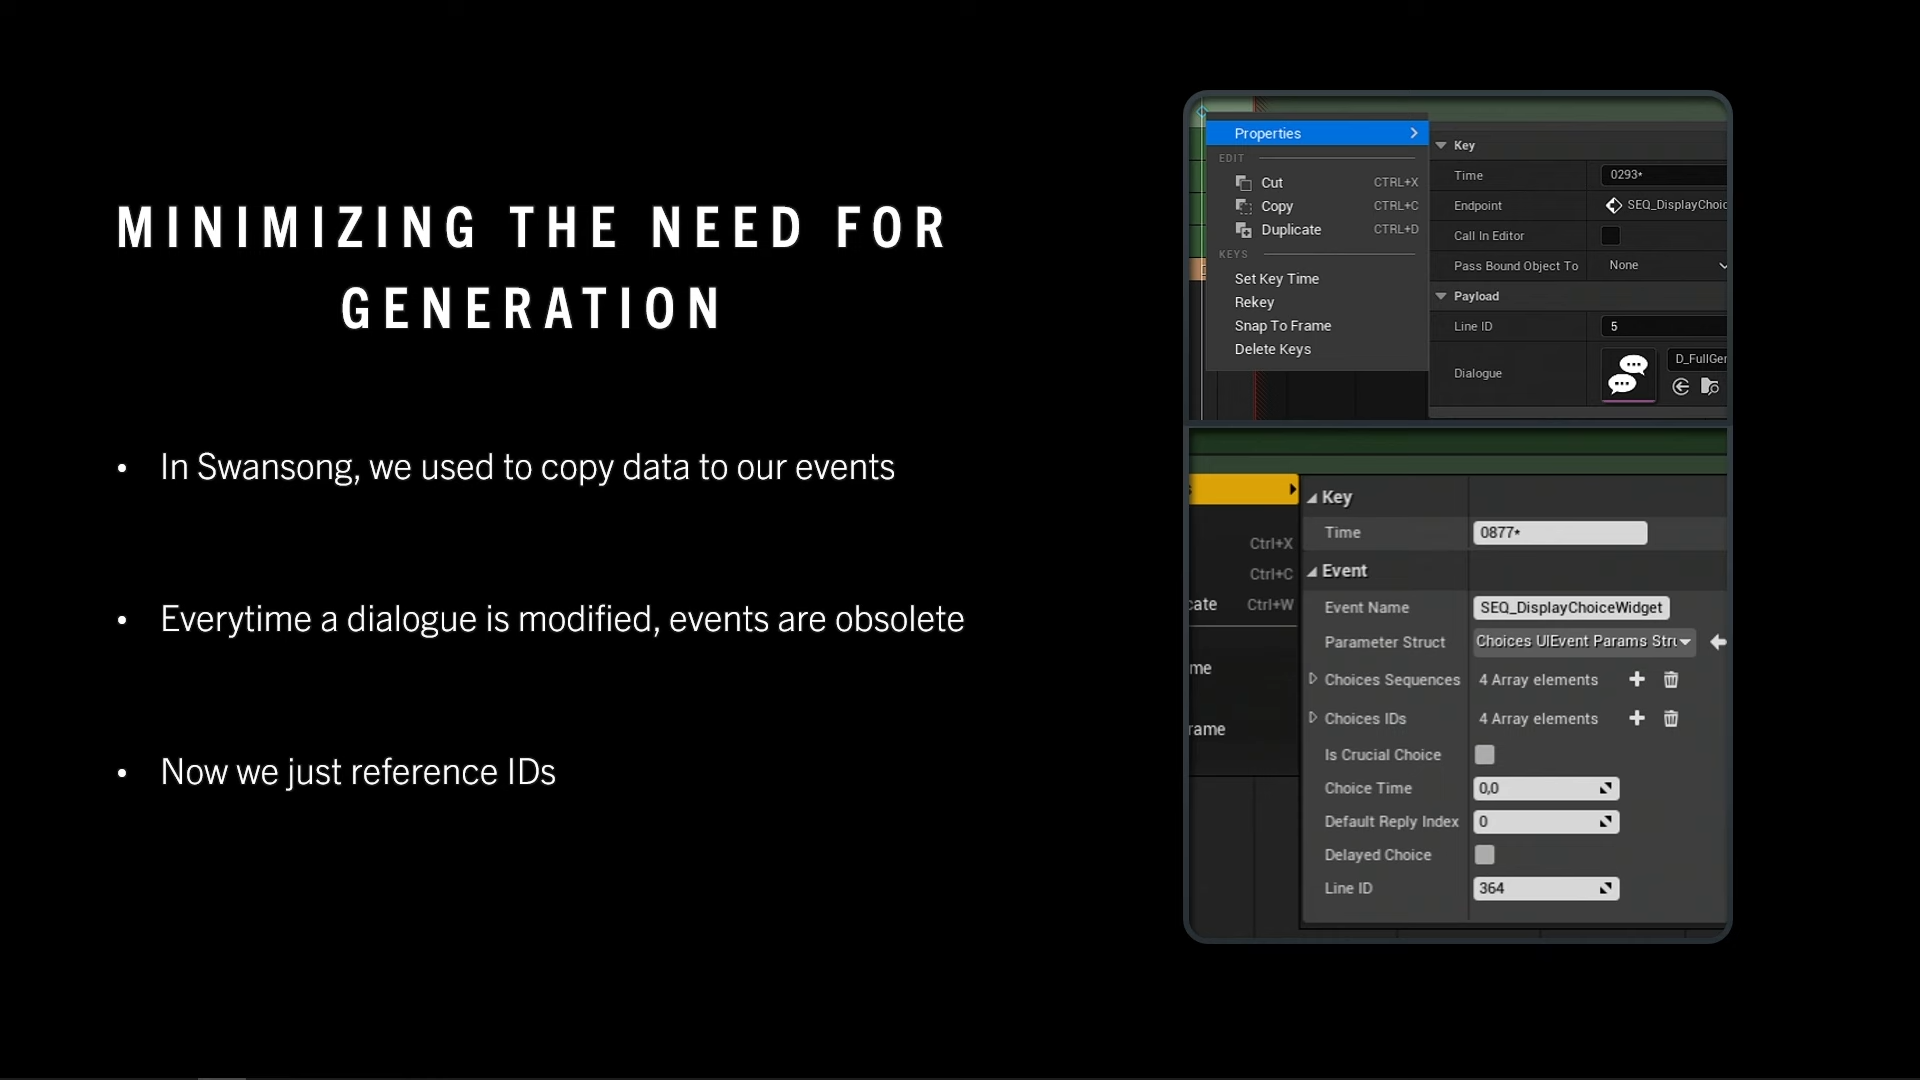 MINIMIZING THE NEED FOR
GENERATION
• In Swansong, we used to copy data to our events
• Everytime a dialogue is modified, events are obsolete
• Now we just reference IDs
Properties
EDIT
Cut CTRL+X
Copy CTRL+C
Duplicate CTRL+D
KEYS
Set Key Time
Rekey
Snap To Frame
Delete Keys
Key
Time 0293*
Endpoint SEQ_DisplayChoic
Call In Editor
Pass Bound Object To None
Payload
Line ID 5
Dialogue D_FullGer
s
Ctrl+X
Ctrl+C
cate Ctrl+W
me
rame
Key
Time 0877*
Event
Event Name SEQ_DisplayChoiceWidget
Parameter Struct Choices UIEvent Params Stru
Choices Sequences 4 Array elements
Choices IDs 4 Array elements
Is Crucial Choice
Choice Time 0,0
Default Reply Index 0
Delayed Choice
Line ID 364